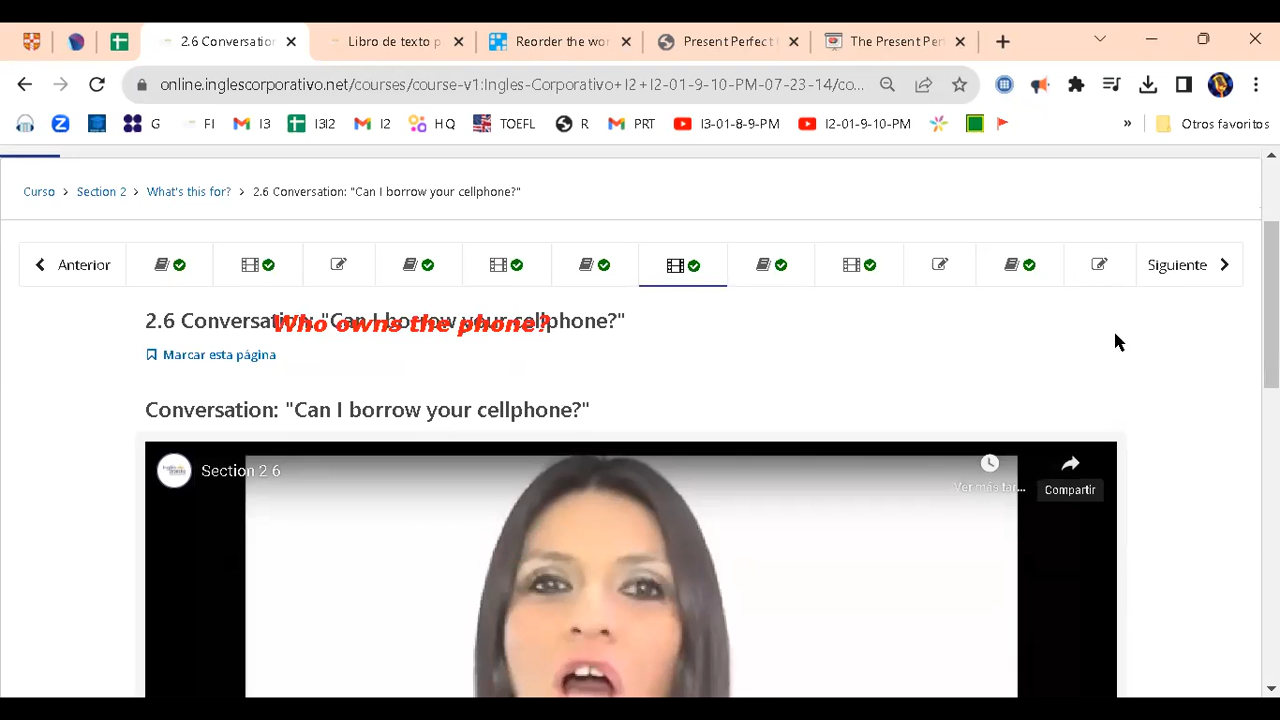 2.6 Conversation
Libro de texto p
Reorder the wor
Present Perfect
The Present Per
online.inglescorporativo.net/courses/course-v1:Ingles-Corporativo+I2+I2-01-9-10-PM-07-23-14/co...
G
FI
I3
I3I2
I2
HQ
TOEFL
R
PRT
I3-01-8-9-PM
I2-01-9-10-PM
»
Otros favoritos
Curso > Section 2 > What's this for? > 2.6 Conversation: "Can I borrow your cellphone?"
Anterior
Siguiente
2.6 Conversation: "Can I borrow your cellphone?"
Who owns the phone?
Marcar esta página
Conversation: "Can I borrow your cellphone?"
Section 2 6
Ver más tar...
Compartir